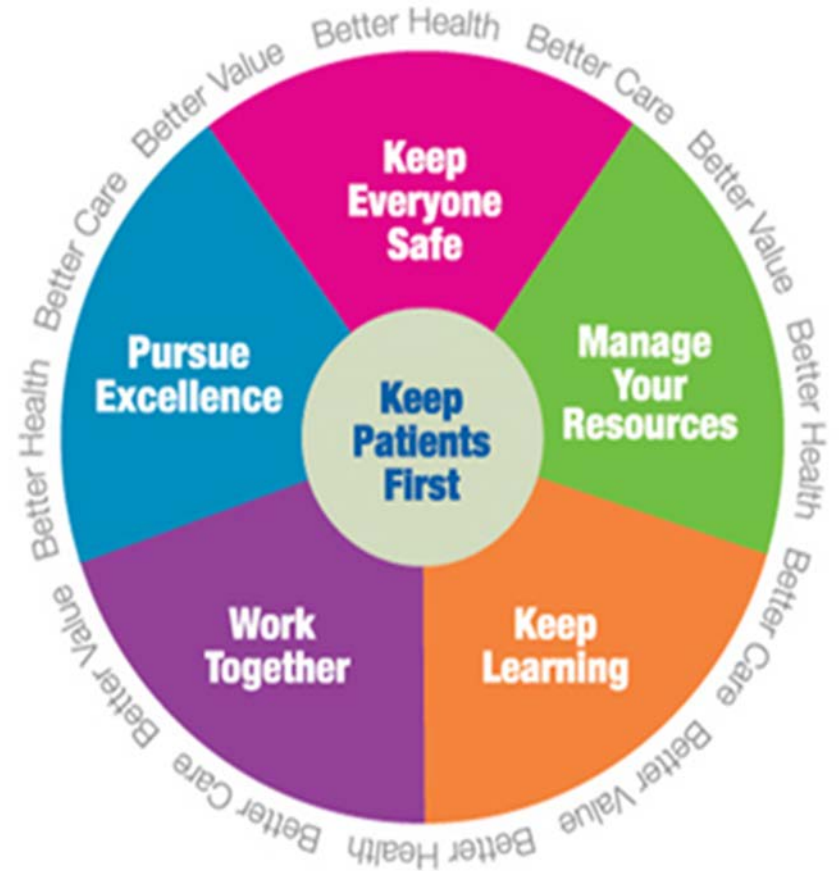 Better Health Better Care Better Value Better Health Better Care Better Value Better Health Better Care Better Value Better Health Better Care Better Value
Keep
Everyone
Safe
Manage
Your
Resources
Keep
Learning
Work
Together
Pursue
Excellence
Keep
Patients
First